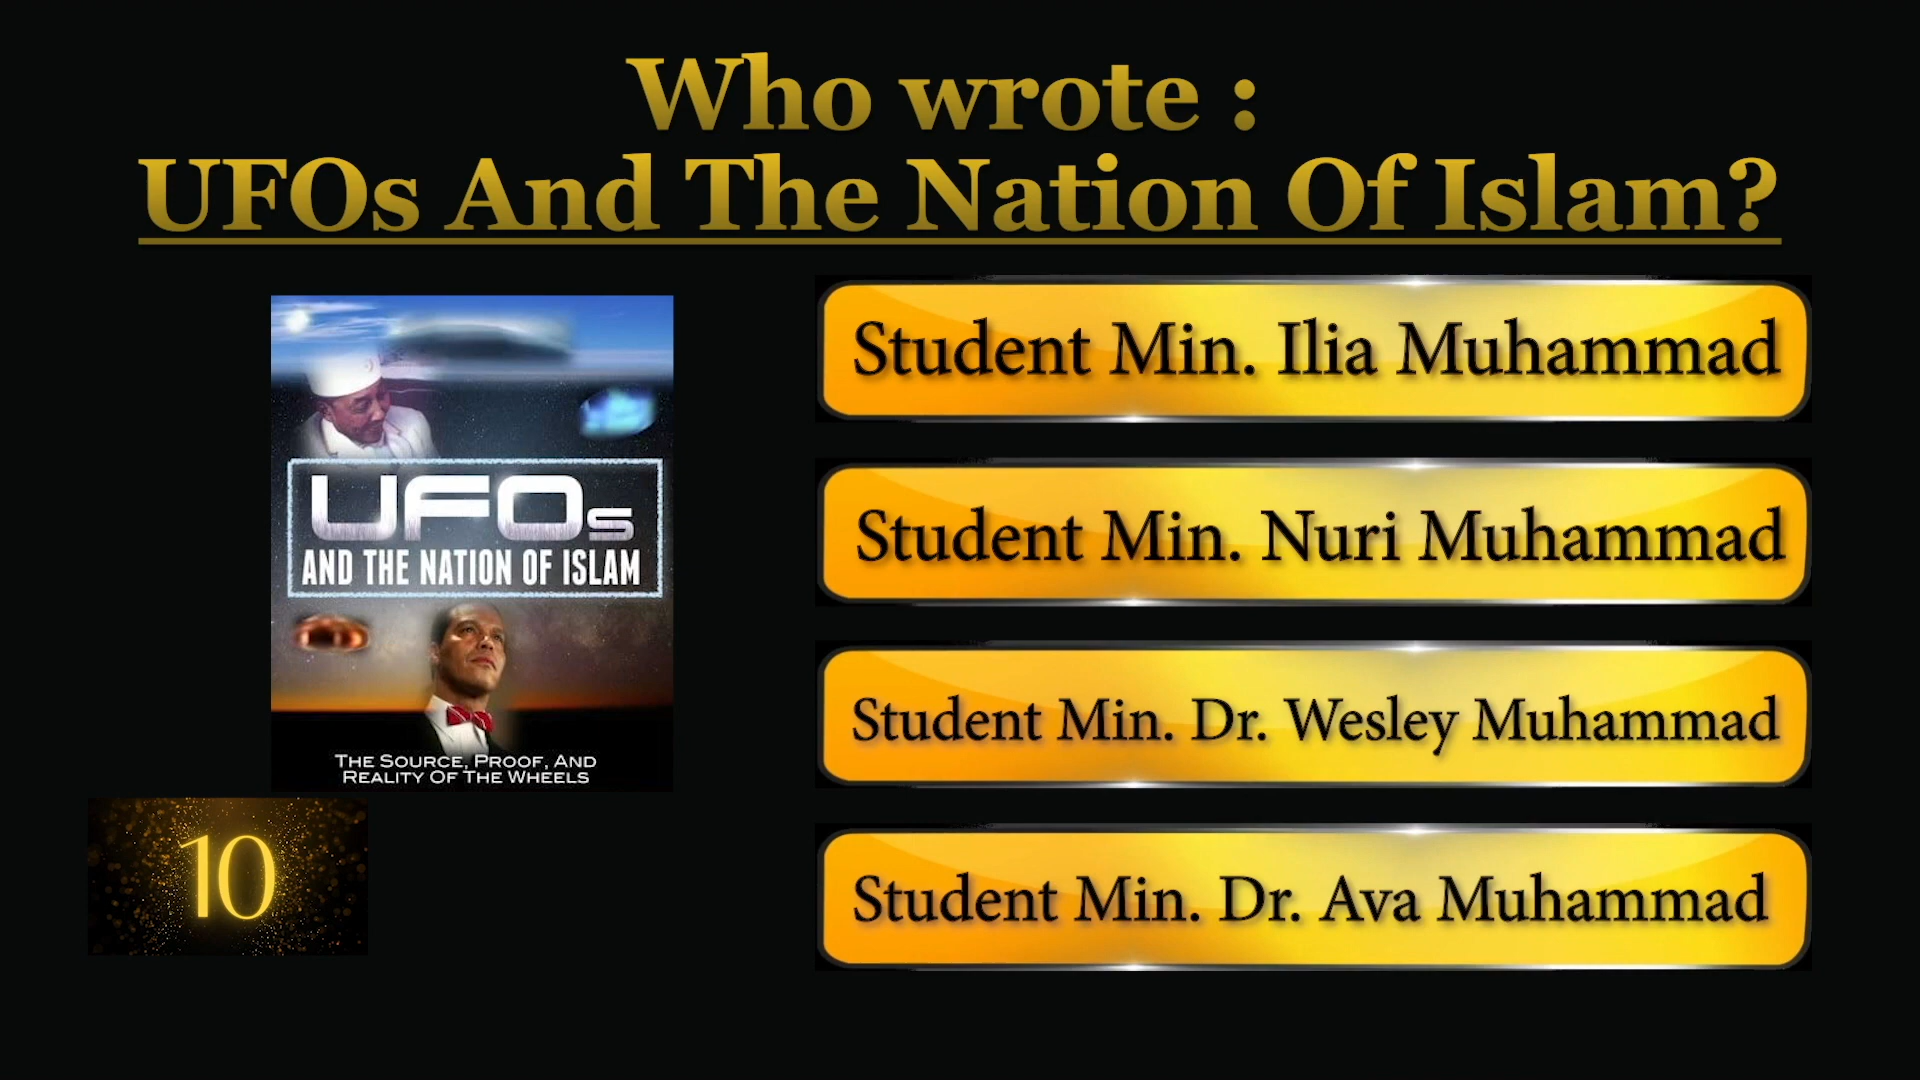 Who wrote :
UFOs And The Nation Of Islam?
UFOs
AND THE NATION OF ISLAM
THE SOURCE, PROOF, AND
REALITY OF THE WHEELS
10
Student Min. Ilia Muhammad
Student Min. Nuri Muhammad
Student Min. Dr. Wesley Muhammad
Student Min. Dr. Ava Muhammad